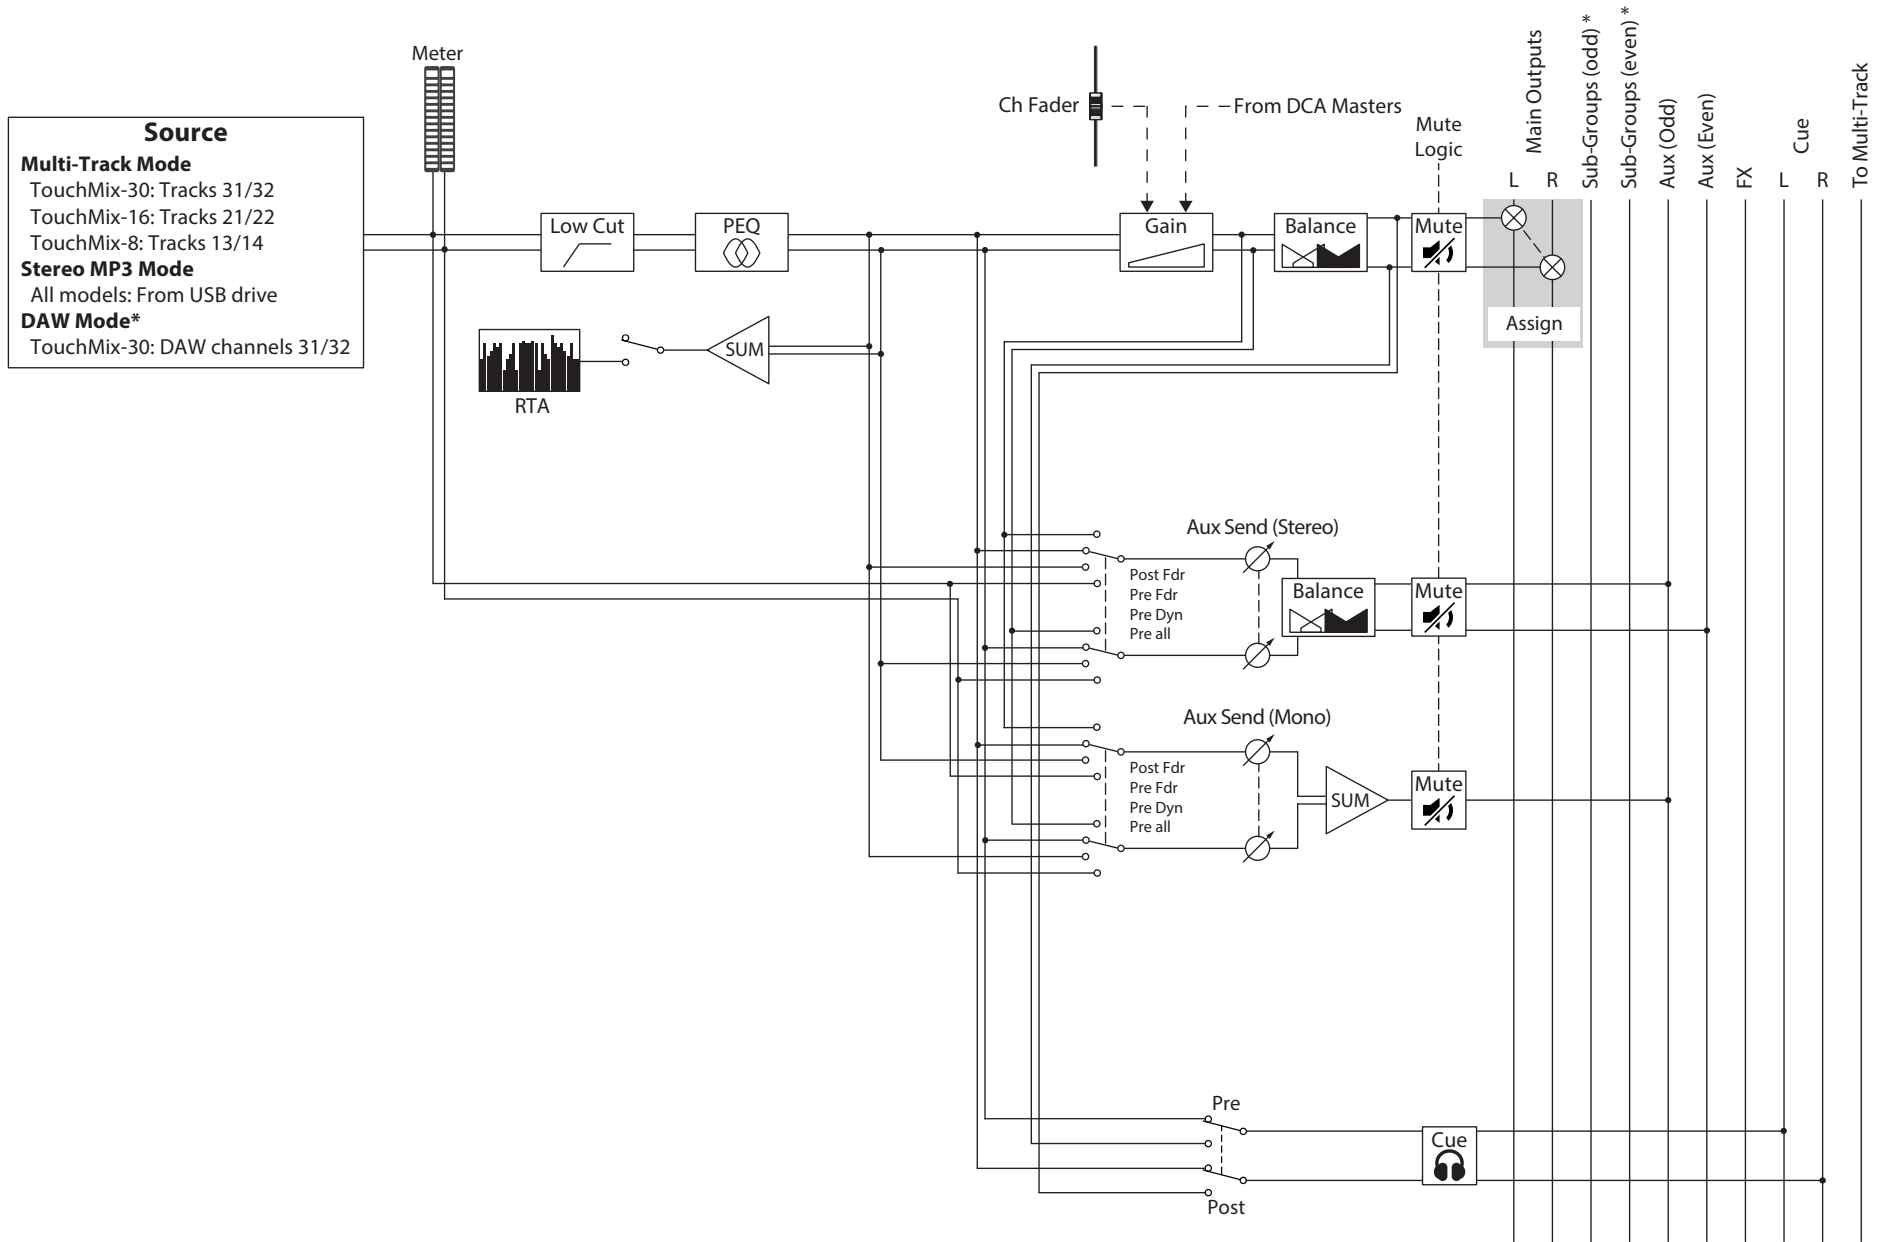 Meter
Source
Multi-Track Mode
TouchMix-30: Tracks 31/32
TouchMix-16: Tracks 21/22
TouchMix-8: Tracks 13/14
Stereo MP3 Mode
All models: From USB drive
DAW Mode*
TouchMix-30: DAW channels 31/32
Low Cut
PEQ
SUM
RTA
Ch Fader
From DCA Masters
Gain
Balance
Mute
Logic
Mute
Main Outputs
L
R
Sub-Groups (odd) *
Sub-Groups (even) *
Aux (Odd)
Aux (Even)
FX
Cue
L
R
To Multi-Track
Assign
Aux Send (Stereo)
Post Fdr
Pre Fdr
Pre Dyn
Pre all
Balance
Mute
Aux Send (Mono)
Post Fdr
Pre Fdr
Pre Dyn
Pre all
SUM
Mute
Pre
Post
Cue